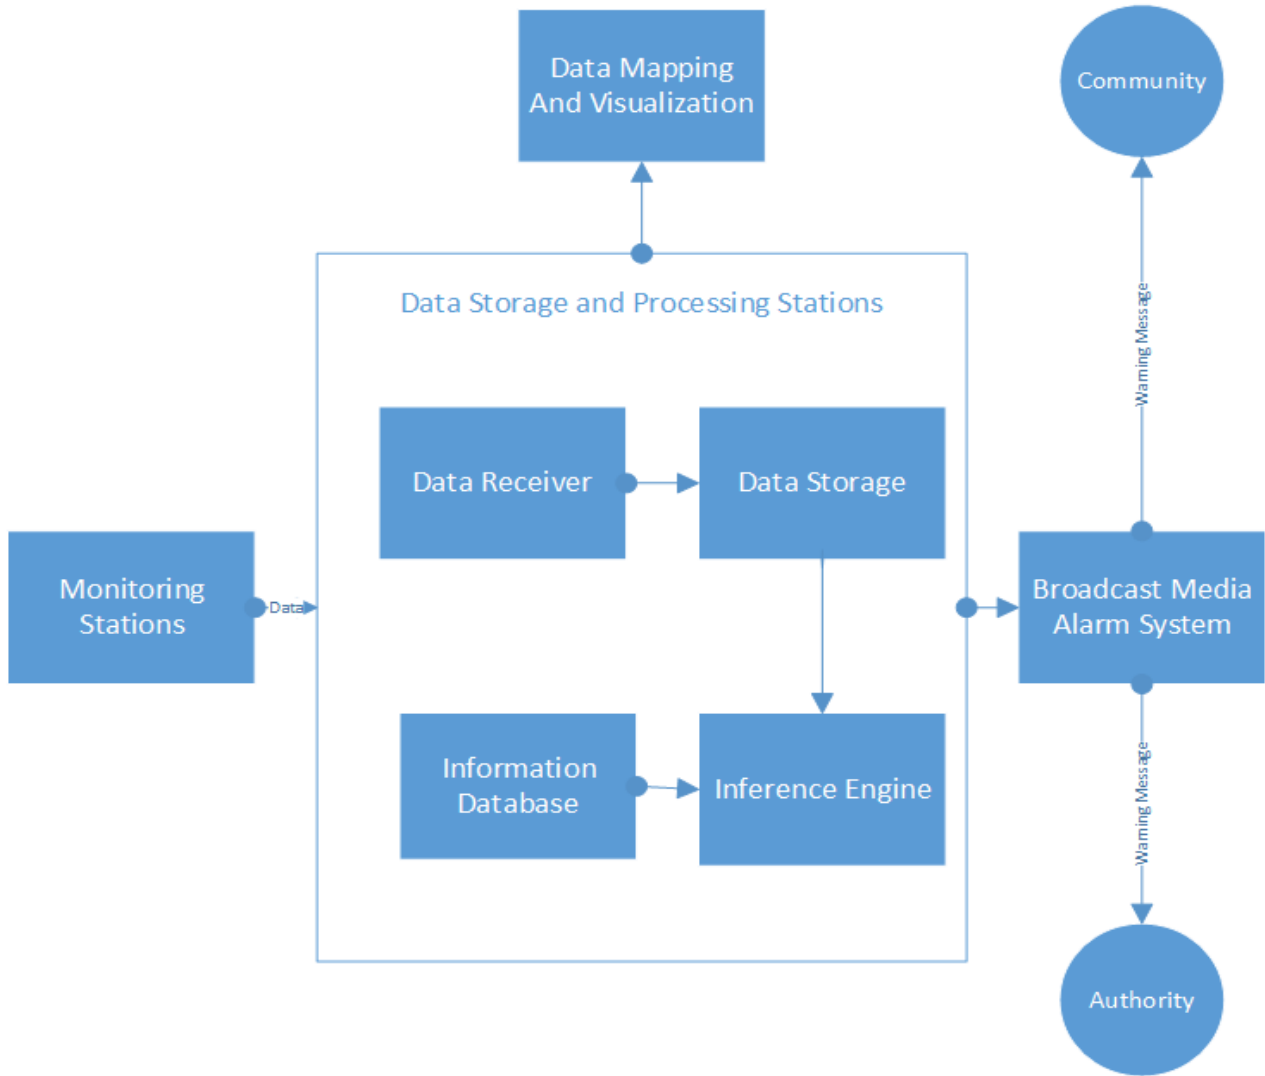 Data Mapping
And Visualization
Community
Data Storage and Processing Stations
Warning Message
Data Receiver
Data Storage
Monitoring
Stations
Data
Broadcast Media
Alarm System
Information
Database
Inference Engine
Warning Message
Authority